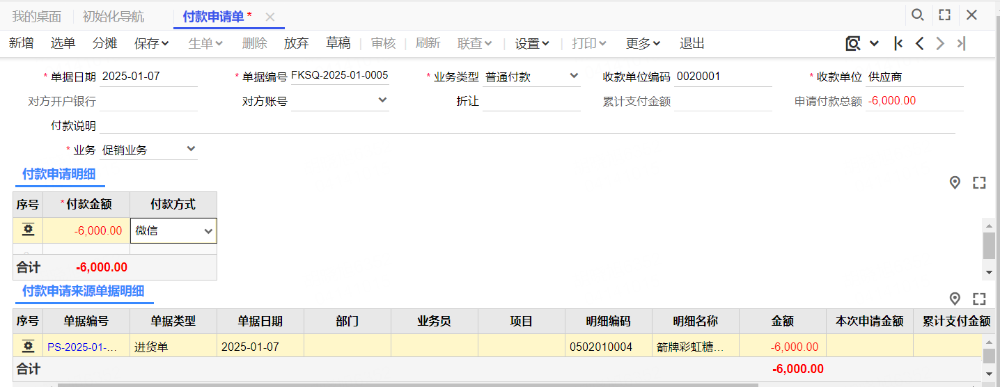 我的桌面 初始化导航 付款申请单 *
新增 选单 分摊 保存 生单 删除 放弃 草稿 审核 刷新 联查 设置 打印 更多 退出
* 单据日期 2025-01-07 * 单据编号 FKSQ-2025-01-0005 * 业务类型 普通付款 收款单位编码 0020001 * 收款单位 供应商
对方开户银行 对方账号 折让 累计支付金额 申请付款总额 -6,000.00
付款说明
* 业务 促销业务
付款申请明细
序号 * 付款金额 付款方式
-6,000.00 微信
合计 -6,000.00
付款申请来源单据明细
序号 单据编号 单据类型 单据日期 部门 业务员 项目 明细编码 明细名称 金额 本次申请金额 累计支付金额
PS-2025-01-... 进货单 2025-01-07 0502010004 箭牌彩虹糖... -6,000.00
合计 -6,000.00